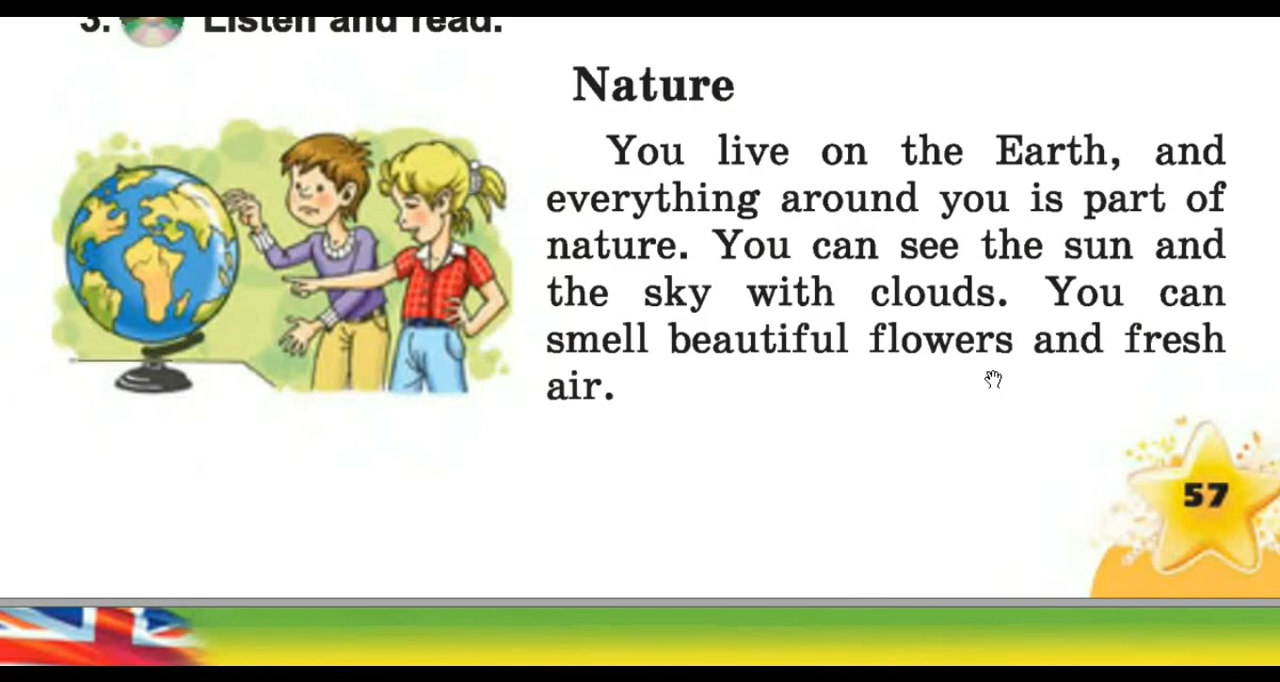 3. Listen and read.
Nature
You live on the Earth, and
everything around you is part of
nature. You can see the sun and
the sky with clouds. You can
smell beautiful flowers and fresh
air.
57